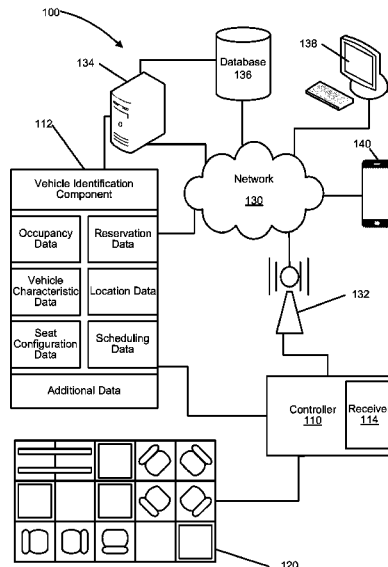 100
134
Database
136
138
112
140
Vehicle Identification
Component
Network
130
Occupancy
Data
Reservation
Data
Vehicle
Characteristic
Data
Location Data
132
Seat
Configuration
Data
Scheduling
Data
Additional Data
Controller
110
Receive
114
120